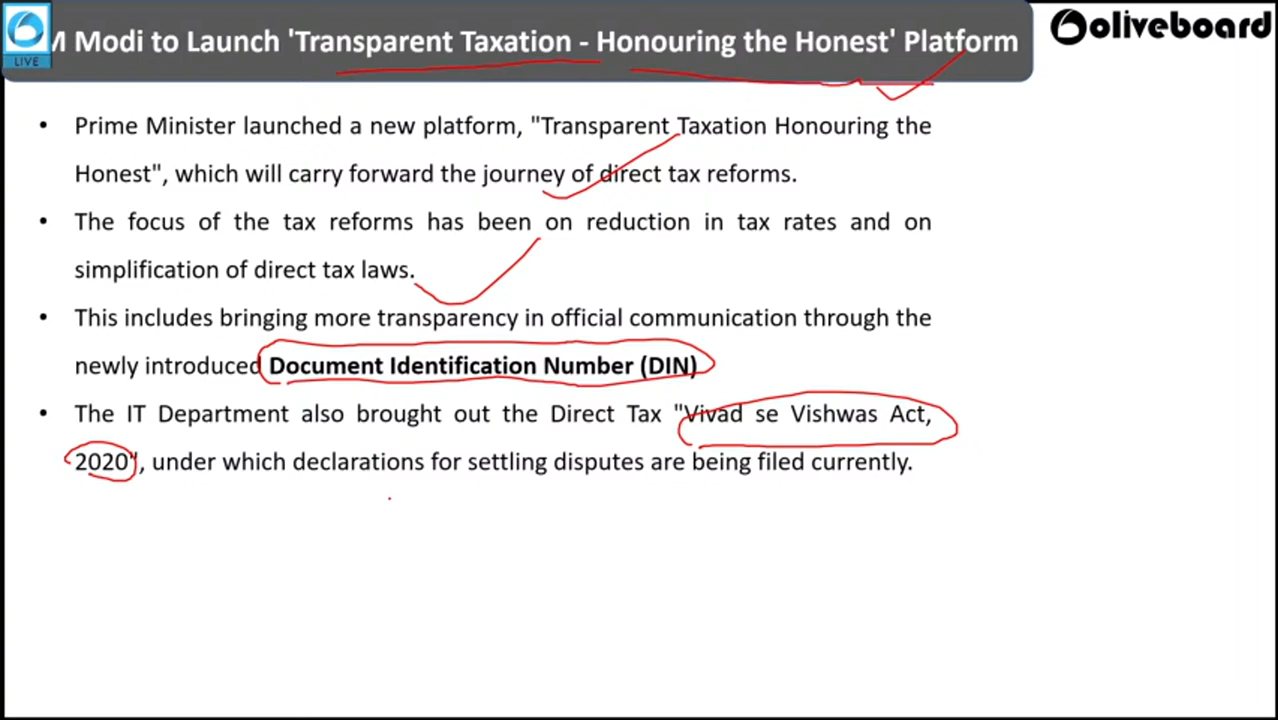 M Modi to Launch 'Transparent Taxation - Honouring the Honest' Platform
oliveboard
LIVE
• Prime Minister launched a new platform, "Transparent Taxation Honouring the
Honest", which will carry forward the journey of direct tax reforms.
• The focus of the tax reforms has been on reduction in tax rates and on
simplification of direct tax laws.
• This includes bringing more transparency in official communication through the
newly introduced Document Identification Number (DIN)
• The IT Department also brought out the Direct Tax "Vivad se Vishwas Act,
2020", under which declarations for settling disputes are being filed currently.